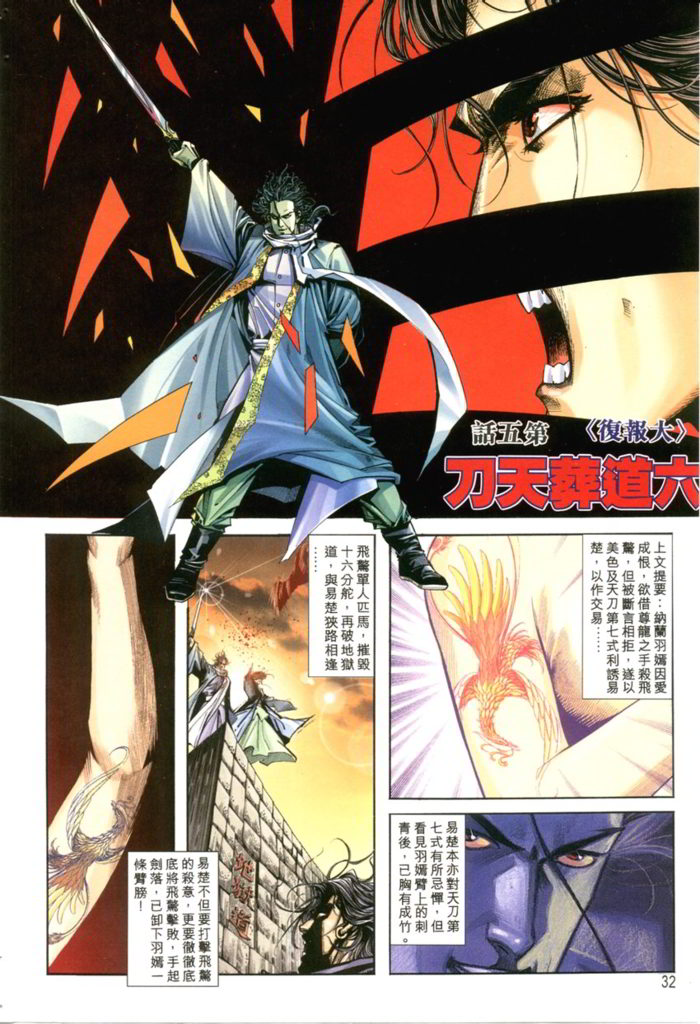 〈大報復〉 第五話
六道葬天刀
上文提要：納蘭羽嫣因愛
成恨，欲借尊龍之手殺飛
驚，但被斷言相拒，遂以
美色及天刀第七式利誘易
楚，以作交易。
易楚本亦對天刀第
七式有所忌憚，但
看見羽嫣臂上的刺
青後，已胸有成竹。
飛驚單人匹馬，摧毀
十六分舵，再破地獄
道，與易楚狹路相逢
⋯⋯
地獄道
易楚不但要打擊飛驚
的殺意，更要徹徹底
底將飛驚擊敗，手起
劍落，已卸下羽嫣一
條臂膀！
32